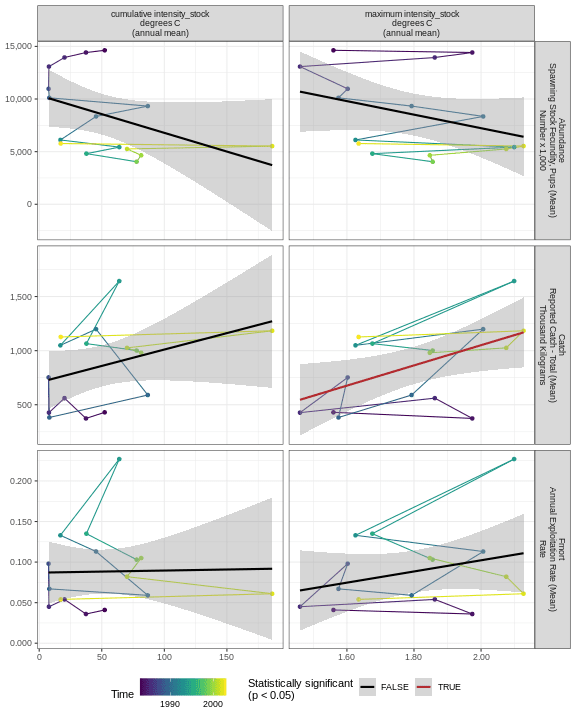 cumulative intensity_stock
degrees C
(annual mean)
maximum intensity_stock
degrees C
(annual mean)
15,000
10,000
5,000
0
Abundance
Spawning Stock Fecundity, Pups (Mean)
Number x 1,000
1,500
1,000
500
Catch
Reported Catch - Total (Mean)
Thousand Kilograms
0.200
0.150
0.100
0.050
0.000
Fmort
Annual Exploitation Rate (Mean)
Rate
0 50 100 150
1.60 1.80 2.00
Time
1990 2000
Statistically significant
(p < 0.05)
FALSE
TRUE